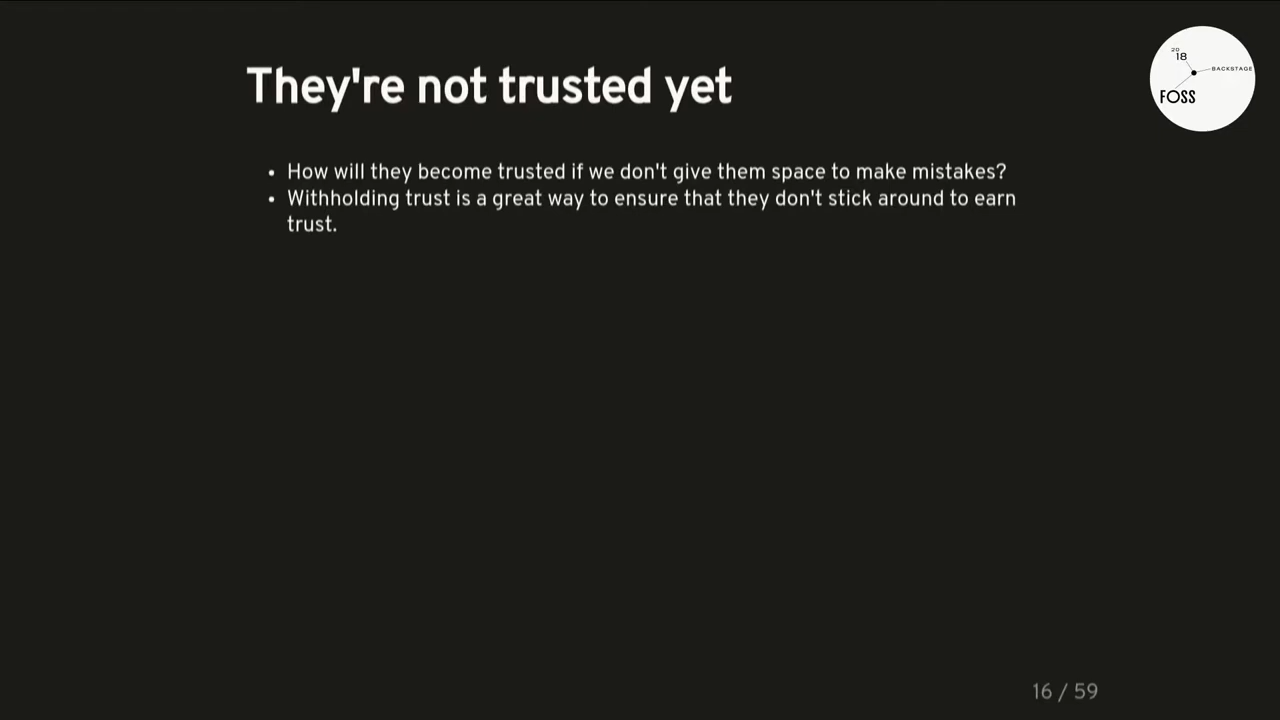 They're not trusted yet
20
18
BACKSTAGE
FOSS
• How will they become trusted if we don't give them space to make mistakes?
• Withholding trust is a great way to ensure that they don't stick around to earn
trust.
16 / 59